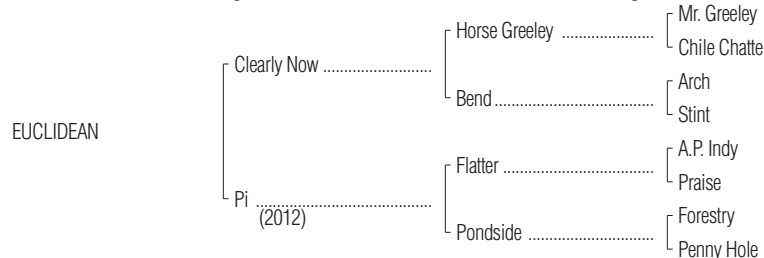 Mr. Greeley
Horse Greeley ....................
Chile Chatte
Clearly Now ........................
Arch
Bend ...................................
Stint
EUCLIDEAN
A.P. Indy
Flatter .................................
Praise
Pi ......................................
(2012)
Forestry
Pondside ...........................
Penny Hole